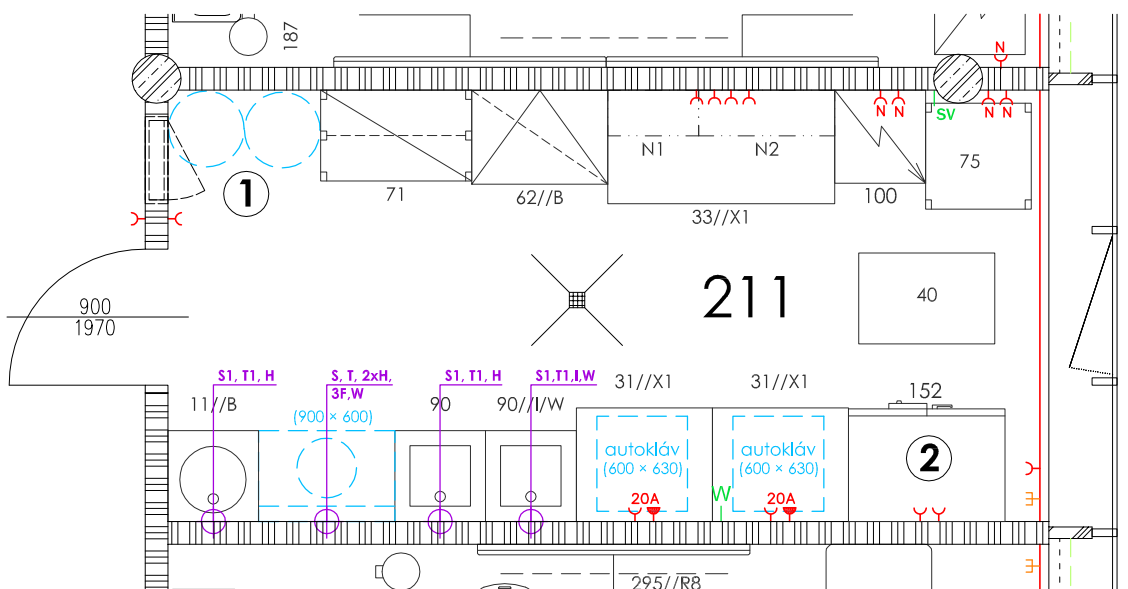 187
N
SV
N N
N N
N1
N2
75
1
71
62//B
33//X1
100
211
40
900
1970
S1, T1, H
S, T, 2xH,
3F,W
S1, T1, H
S1,T1,I,W
31//X1
31//X1
152
11//B
(900 × 600)
90
90//I/W
autokláv
(600 × 630)
autokláv
(600 × 630)
2
20A
W
20A
295//R8